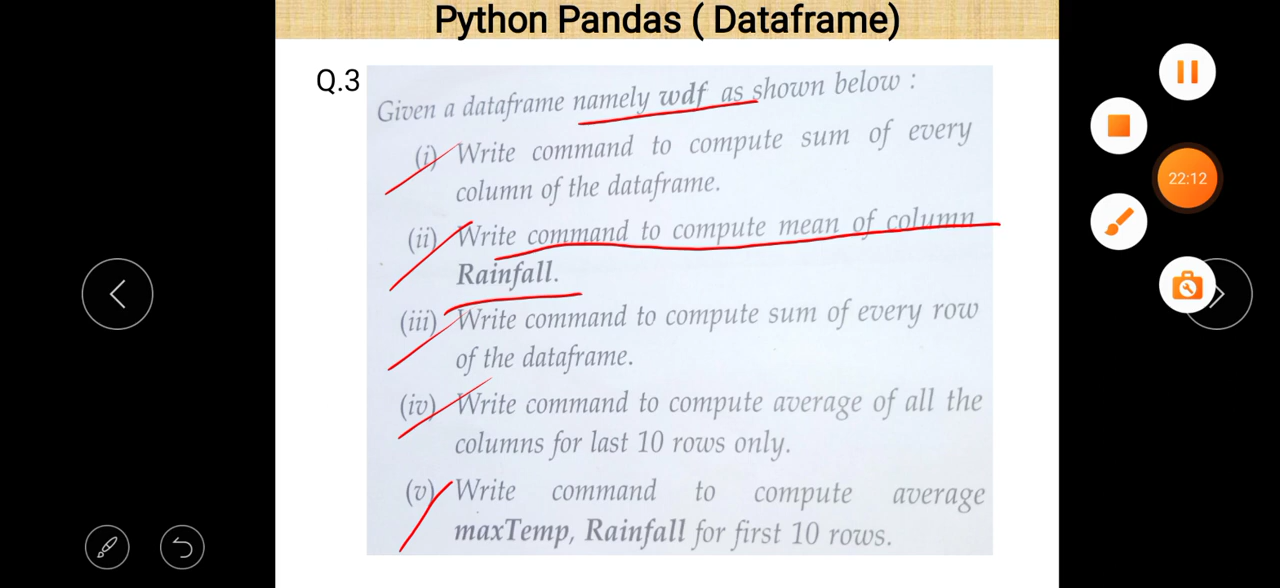 Python Pandas ( Dataframe)
Q.3
Given a dataframe namely wdf as shown below :
(i) Write command to compute sum of every
column of the dataframe.
(ii) Write command to compute mean of column
Rainfall.
(iii) Write command to compute sum of every row
of the dataframe.
(iv) Write command to compute average of all the
columns for last 10 rows only.
(v) Write command to compute average
maxTemp, Rainfall for first 10 rows.
22:12